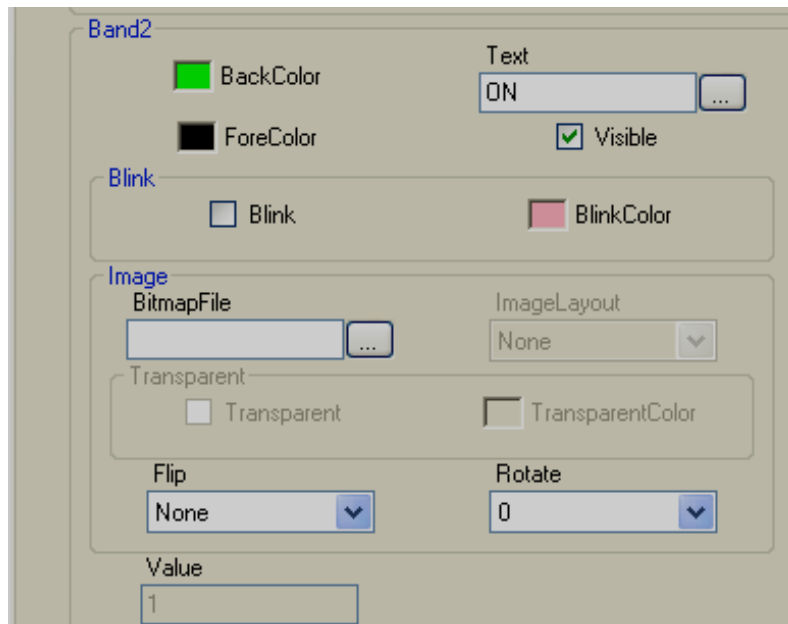 Band2
BackColor
Text
ON
...
ForeColor
Visible
Blink
Blink
BlinkColor
Image
BitmapFile
ImageLayout
...
None
Transparent
Transparent
TransparentColor
Flip
Rotate
None
0
Value
1